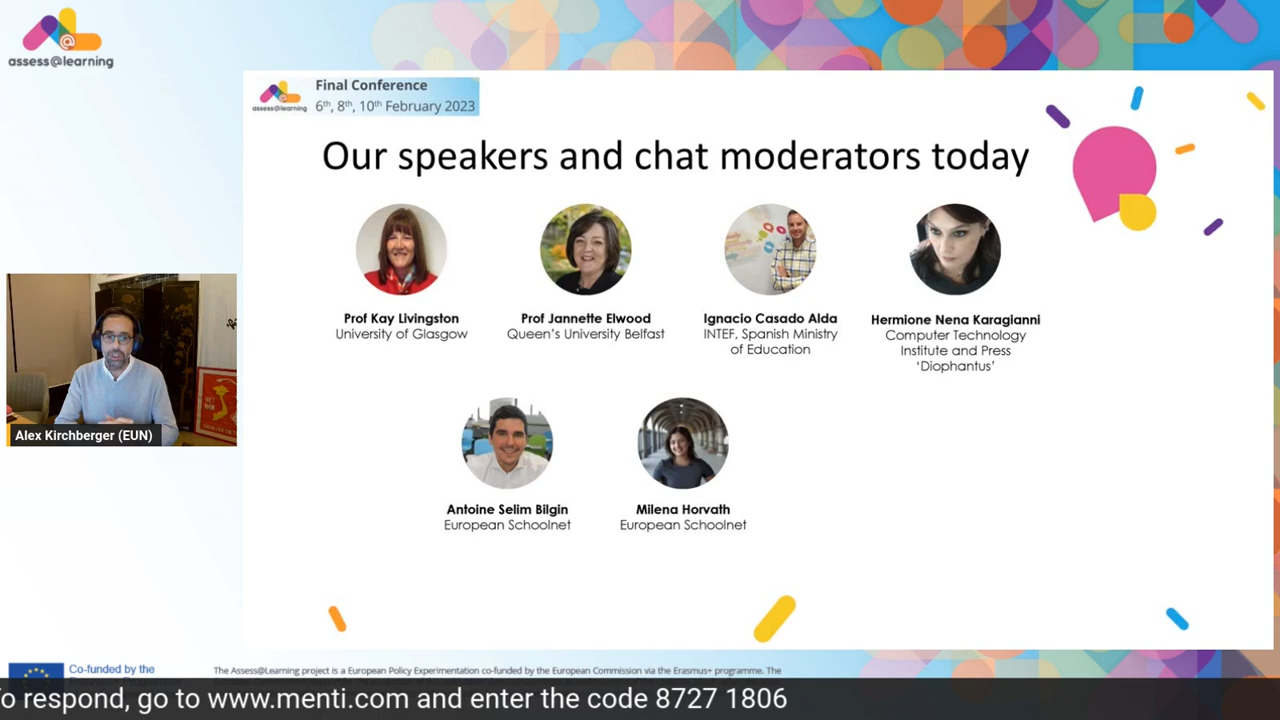 assess@learning
assess@learning
Final Conference
6th, 8th, 10th February 2023
Our speakers and chat moderators today
Prof Kay Livingston
University of Glasgow
Prof Jannette Elwood
Queen's University Belfast
Ignacio Casado Alda
INTEF, Spanish Ministry
of Education
Hermione Nena Karagianni
Computer Technology
Institute and Press
'Diophantus'
Alex Kirchberger (EUN)
Antoine Selim Bilgin
European Schoolnet
Milena Horvath
European Schoolnet
Co-funded by the
The Assess@Learning project is a European Policy Experimentation co-funded by the European Commission via the Erasmus+ programme. The
o respond, go to www.menti.com and enter the code 8727 1806